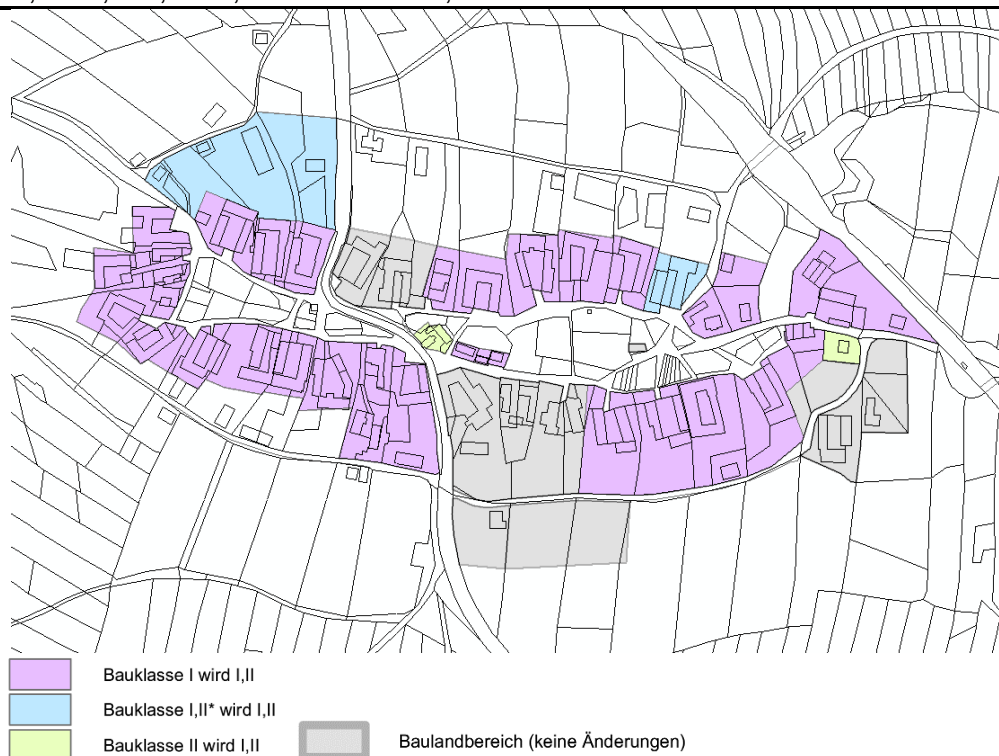 Bauklasse I wird I,II
Bauklasse I,II* wird I,II
Bauklasse II wird I,II
Baulandbereich (keine Änderungen)